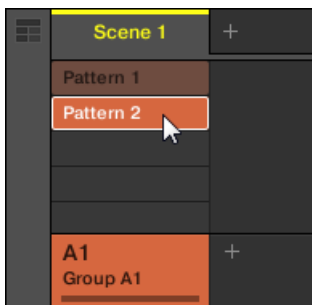 Scene 1 +
Pattern 1
Pattern 2
A1 +
Group A1